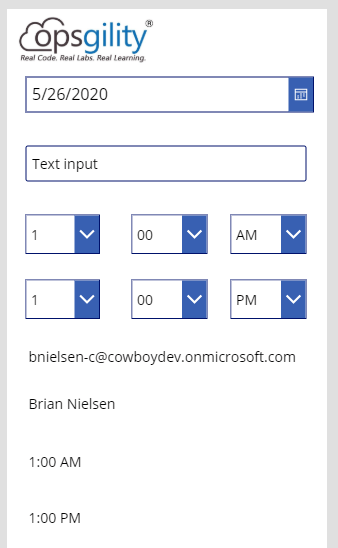 opsgility®
Real Code. Real Labs. Real Learning.
5/26/2020
Text input
1 00 AM
1 00 PM
bnielsen-c@cowboydev.onmicrosoft.com
Brian Nielsen
1:00 AM
1:00 PM